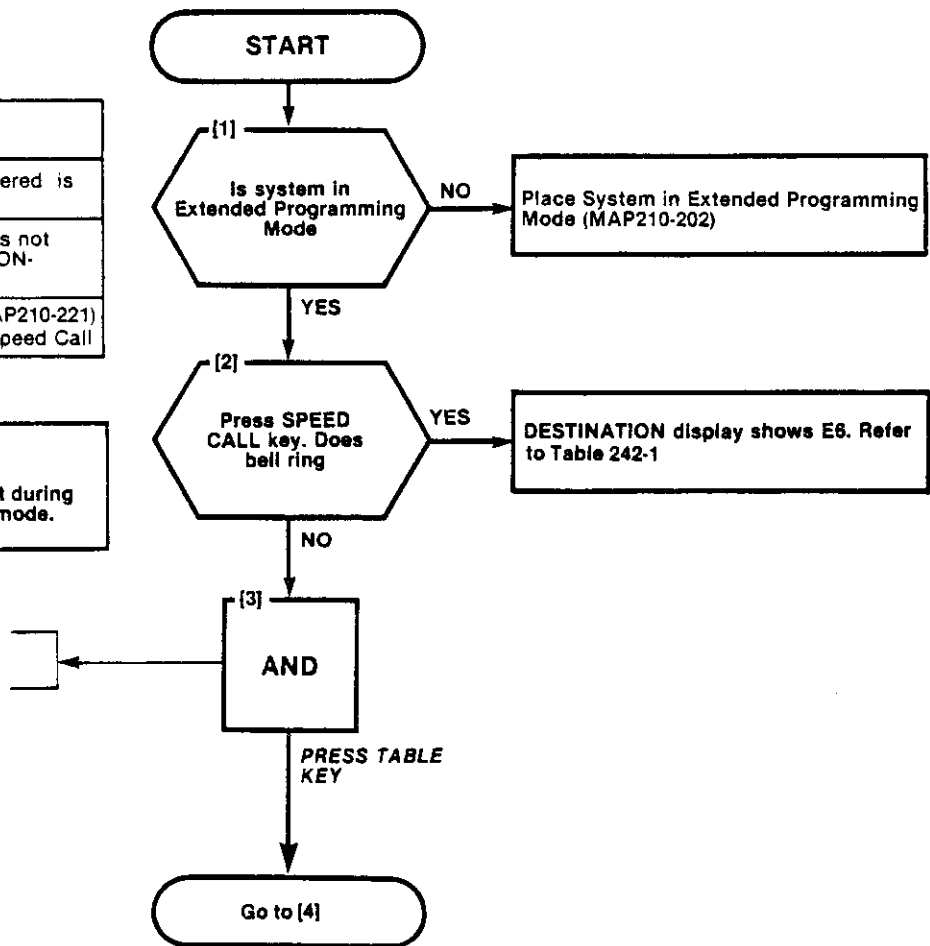 START
ered is
s not
ON-
AP210-221)
peed Call
t during
mode.
[1]
Is system in
Extended Programming
Mode
NO
Place System in Extended Programming
Mode (MAP210-202)
YES
[2]
Press SPEED
CALL key. Does
bell ring
YES
DESTINATION display shows E6. Refer
to Table 242-1
NO
[3]
AND
PRESS TABLE
KEY
Go to [4]